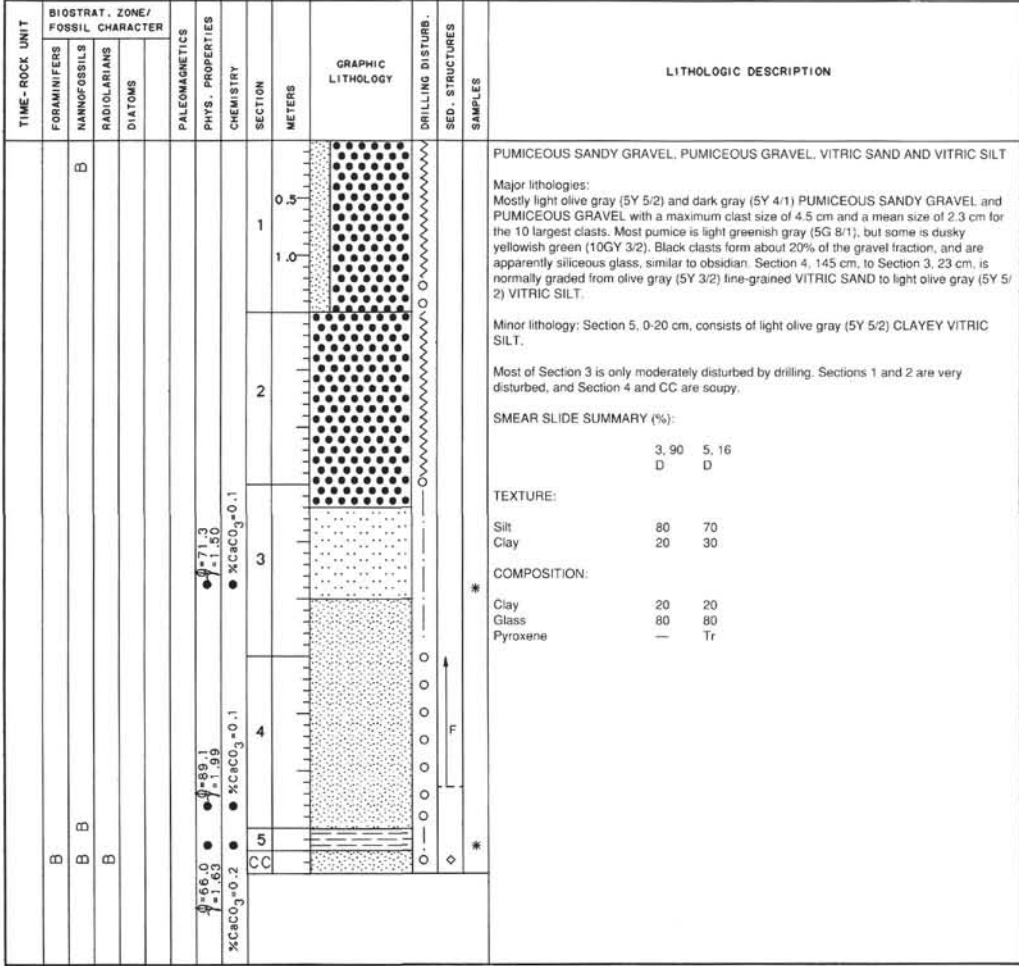 TIME-ROCK UNIT
BIOSTRAT. ZONE/
FOSSIL CHARACTER
FORAMINIFERS
NANNOFOSSILS
RADIOLARIANS
DIATOMS
PALEOMAGNETICS
PHYS. PROPERTIES
CHEMISTRY
SECTION
METERS
GRAPHIC
LITHOLOGY
DRILLING DISTURB.
SED. STRUCTURES
SAMPLES
LITHOLOGIC DESCRIPTION
B
1
0.5
1.0
2
3
φ=71.3
γ=1.50
● %CaCO₃=0.1
*
4
φ=89.1
γ=1.99
● %CaCO₃=0.1
F
B
5
*
B B B
CC
φ=66.0
γ=1.63
%CaCO₃=0.2
PUMICEOUS SANDY GRAVEL, PUMICEOUS GRAVEL, VITRIC SAND AND VITRIC SILT
Major lithologies:
Mostly light olive gray (5Y 5/2) and dark gray (5Y 4/1) PUMICEOUS SANDY GRAVEL and
PUMICEOUS GRAVEL with a maximum clast size of 4.5 cm and a mean size of 2.3 cm for
the 10 largest clasts. Most pumice is light greenish gray (5G 8/1), but some is dusky
yellowish green (10GY 3/2). Black clasts form about 20% of the gravel fraction, and are
apparently siliceous glass, similar to obsidian. Section 4, 145 cm, to Section 3, 23 cm, is
normally graded from olive gray (5Y 3/2) fine-grained VITRIC SAND to light olive gray (5Y 5/
2) VITRIC SILT.
Minor lithology: Section 5, 0-20 cm, consists of light olive gray (5Y 5/2) CLAYEY VITRIC
SILT.
Most of Section 3 is only moderately disturbed by drilling. Sections 1 and 2 are very
disturbed, and Section 4 and CC are soupy.
SMEAR SLIDE SUMMARY (%):
3, 90 5, 16
D D
TEXTURE:
Silt 80 70
Clay 20 30
COMPOSITION:
Clay 20 20
Glass 80 80
Pyroxene — Tr